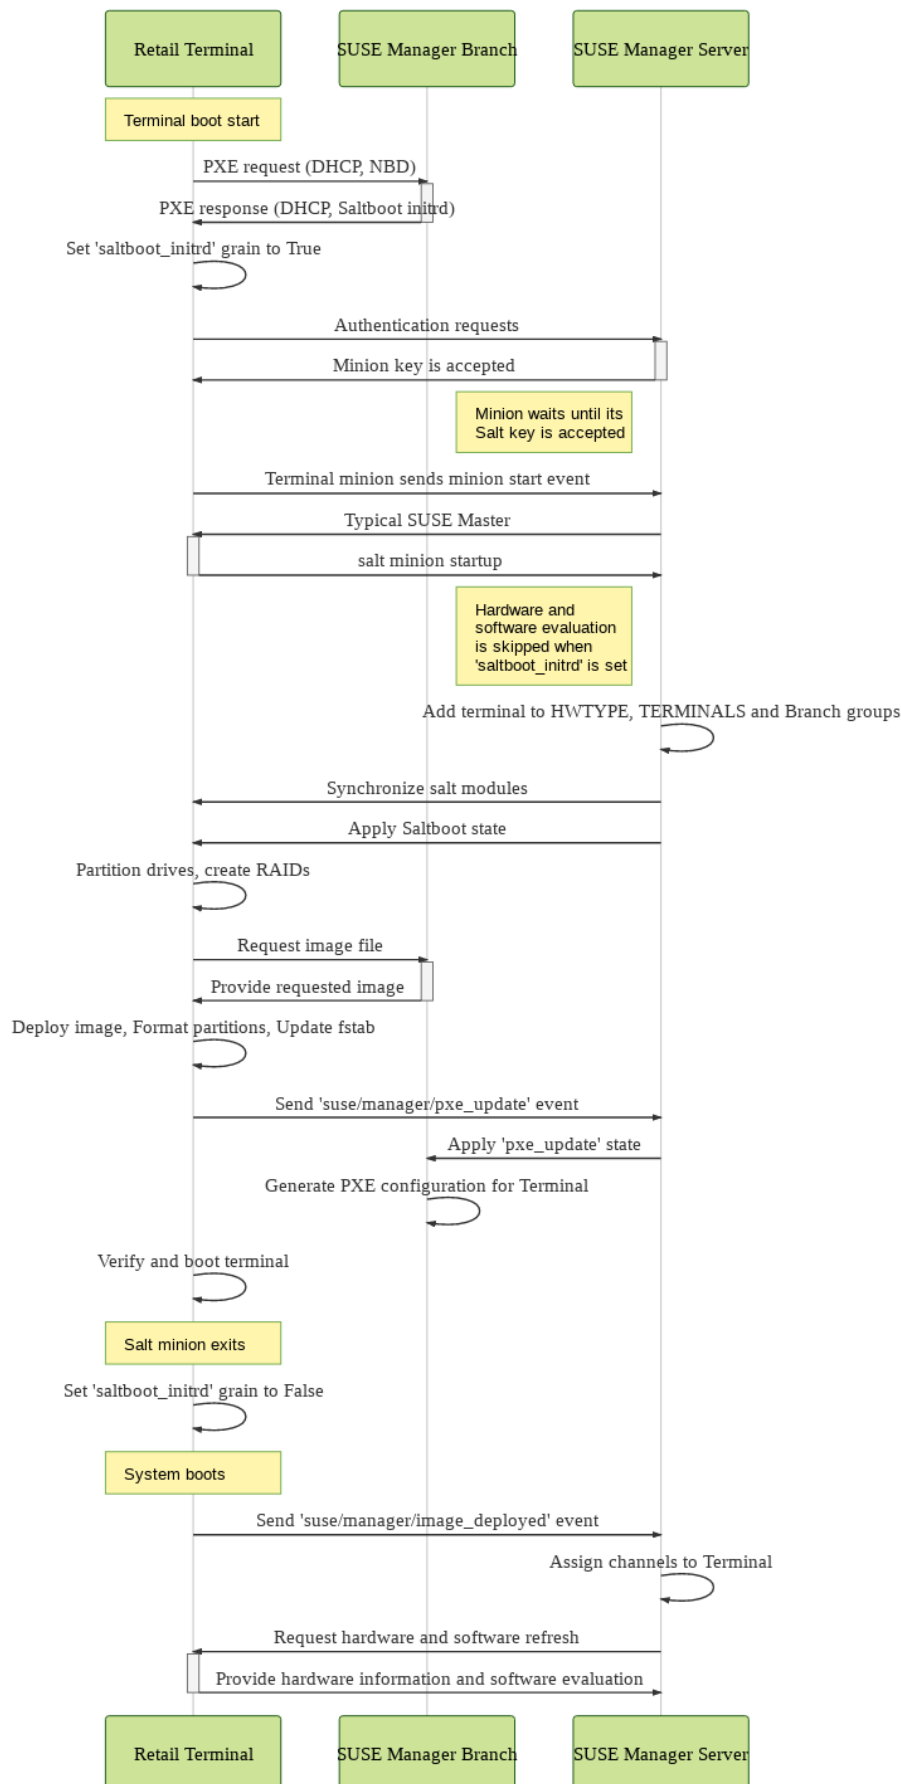 Retail Terminal
SUSE Manager Branch
SUSE Manager Server
Terminal boot start
PXE request (DHCP, NBD)
PXE response (DHCP, Saltboot initrd)
Set 'saltboot_initrd' grain to True
Authentication requests
Minion key is accepted
Minion waits until its
Salt key is accepted
Terminal minion sends minion start event
Typical SUSE Master
salt minion startup
Hardware and
software evaluation
is skipped when
'saltboot_initrd' is set
Add terminal to HWTYPE, TERMINALS and Branch groups
Synchronize salt modules
Apply Saltboot state
Partition drives, create RAIDs
Request image file
Provide requested image
Deploy image, Format partitions, Update fstab
Send 'suse/manager/pxe_update' event
Apply 'pxe_update' state
Generate PXE configuration for Terminal
Verify and boot terminal
Salt minion exits
Set 'saltboot_initrd' grain to False
System boots
Send 'suse/manager/image_deployed' event
Assign channels to Terminal
Request hardware and software refresh
Provide hardware information and software evaluation
Retail Terminal
SUSE Manager Branch
SUSE Manager Server